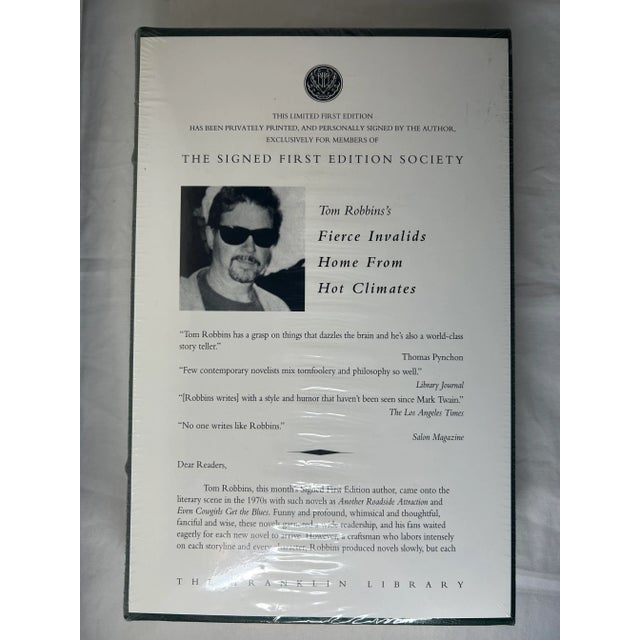 THIS LIMITED FIRST EDITION
HAS BEEN PRIVATELY PRINTED, AND PERSONALLY SIGNED BY THE AUTHOR,
EXCLUSIVELY FOR MEMBERS OF
THE SIGNED FIRST EDITION SOCIETY
Tom Robbins's
Fierce Invalids
Home From
Hot Climates
"Tom Robbins has a grasp on things that dazzles the brain and he's also a world-class
story teller."
Thomas Pynchon
"Few contemporary novelists mix tomfoolery and philosophy so well."
Library Journal
"[Robbins writes] with a style and humor that haven't been seen since Mark Twain."
The Los Angeles Times
"No one writes like Robbins."
Salon Magazine
Dear Readers,
Tom Robbins, this month's Signed First Edition author, came onto the
literary scene in the 1970s with such novels as Another Roadside Attraction and
Even Cowgirls Get the Blues. Funny and profound, whimsical and thoughtful,
fanciful and wise, these novels garnered a wide readership, and his fans waited
eagerly for each new novel to arrive. However, a craftsman who labors intensely
on each storyline and every character, Robbins produced novels slowly, but each
THE FRANKLIN LIBRARY